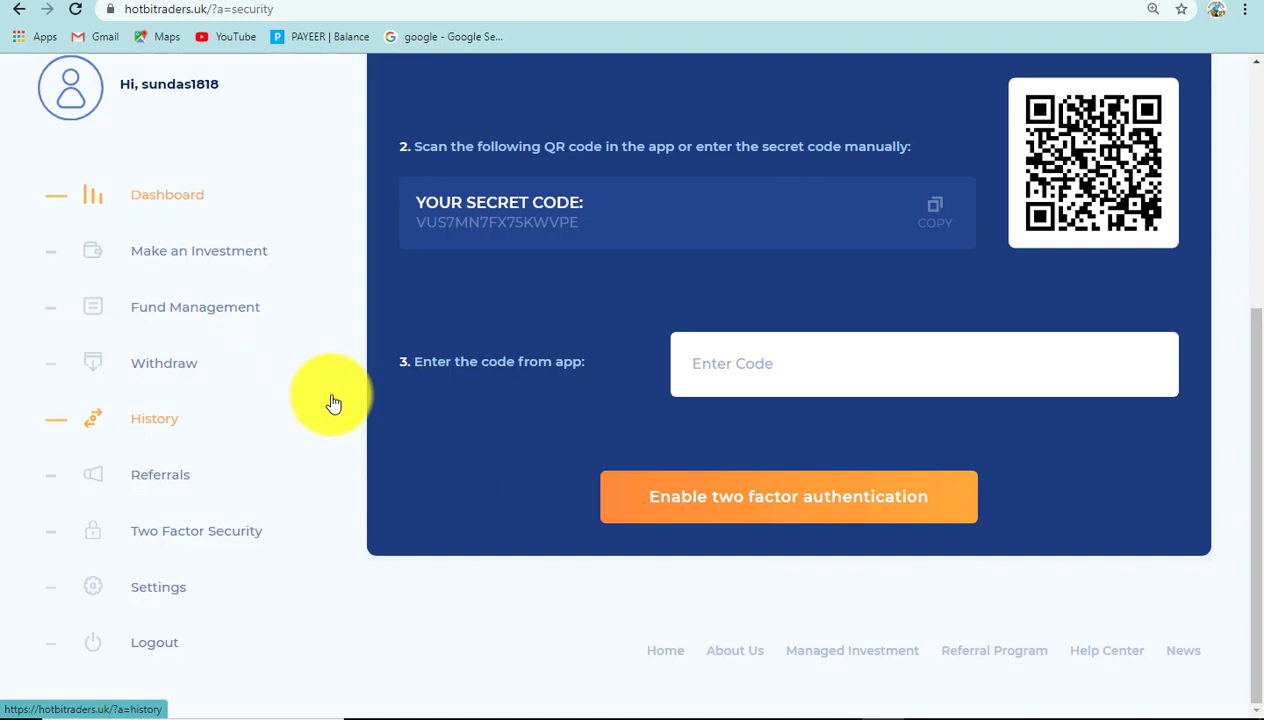 hotbitraders.uk/?a=security
Apps Gmail Maps YouTube PAYEER | Balance google - Google Se...
Hi, sundas1818
Dashboard
Make an Investment
Fund Management
Withdraw
History
Referrals
Two Factor Security
Settings
Logout
2. Scan the following QR code in the app or enter the secret code manually:
YOUR SECRET CODE:
VUS7MN7FX75KWVPE
COPY
3. Enter the code from app:
Enter Code
Enable two factor authentication
Home About Us Managed Investment Referral Program Help Center News
https://hotbitraders.uk/?a=history